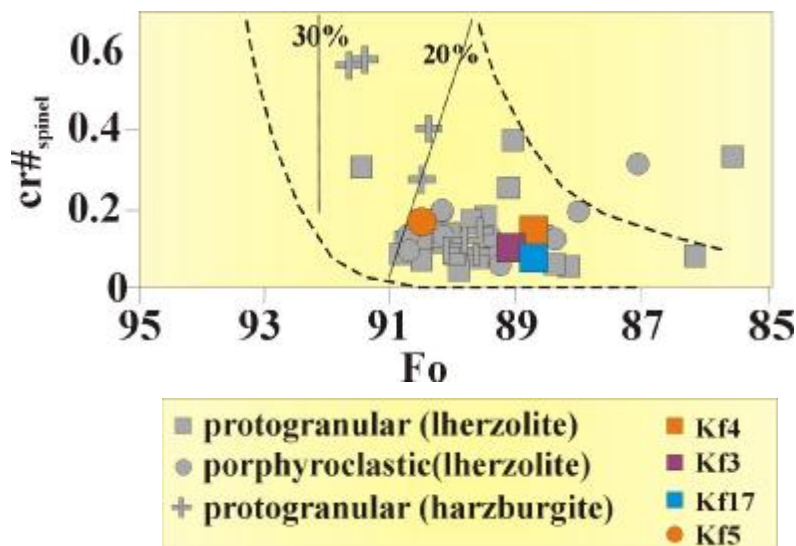 0.6
0.4
0.2
0
cr#spinel
30%
20%
95 93 91 89 87 85
Fo
protogranular (lherzolite)
porphyroclastic(lherzolite)
protogranular (harzburgite)
Kf4
Kf3
Kf17
Kf5